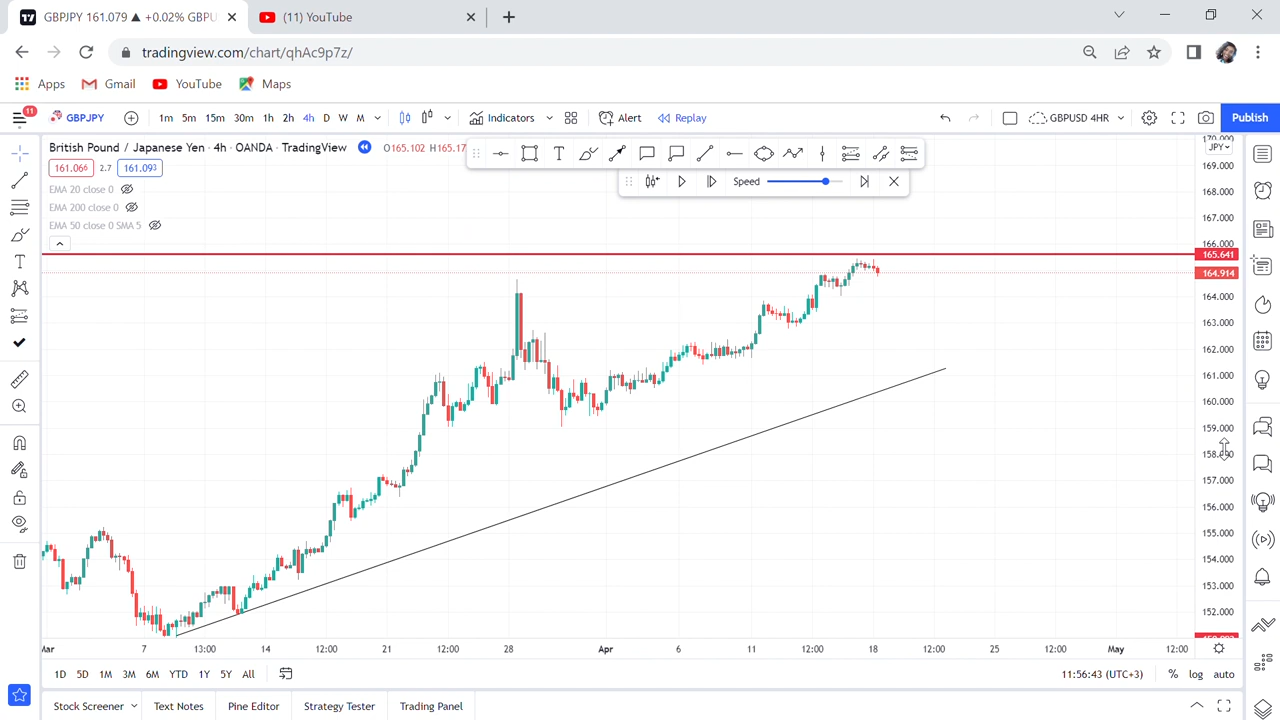 GBPJPY 161.079 ▲ +0.02% GBPU
(11) YouTube
tradingview.com/chart/qhAc9p7z/
Apps Gmail YouTube Maps
11 GBPJPY 1m 5m 15m 30m 1h 2h 4h D W M Indicators Alert Replay GBPUSD 4HR Publish
British Pound / Japanese Yen · 4h · OANDA · TradingView O165.102 H165.17
161.066 2.7 161.093
EMA 20 close 0
EMA 200 close 0
EMA 50 close 0 SMA 5
Speed
JPY
169.000
168.000
167.000
166.000
165.641
164.914
164.000
163.000
162.000
161.000
160.000
159.000
158.000
157.000
156.000
155.000
154.000
153.000
152.000
Mar 7 13:00 14 12:00 21 12:00 28 12:00 Apr 6 12:00 11 12:00 18 12:00 25 12:00 May 12:00
1D 5D 1M 3M 6M YTD 1Y 5Y All 11:56:43 (UTC+3) % log auto
Stock Screener Text Notes Pine Editor Strategy Tester Trading Panel